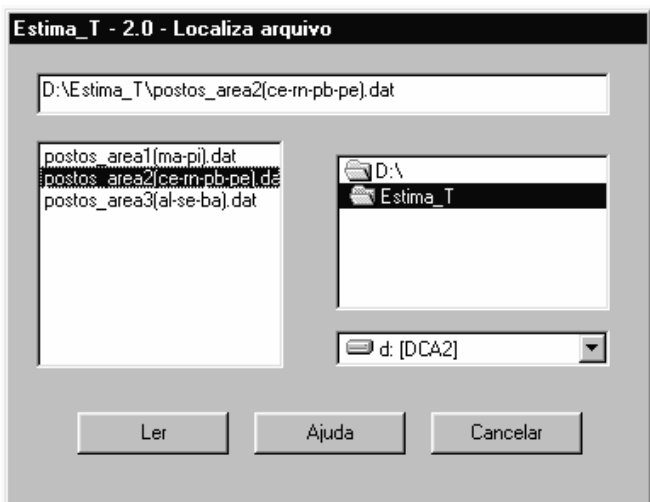 Estima_T - 2.0 - Localiza arquivo
D:\Estima_T\postos_area2(ce-rn-pb-pe).dat
postos_area1(ma-pi).dat
postos_area2(ce-rn-pb-pe).da
postos_area3(al-se-ba).dat
D:\
Estima_T
d: [DCA2]
Ler
Ajuda
Cancelar